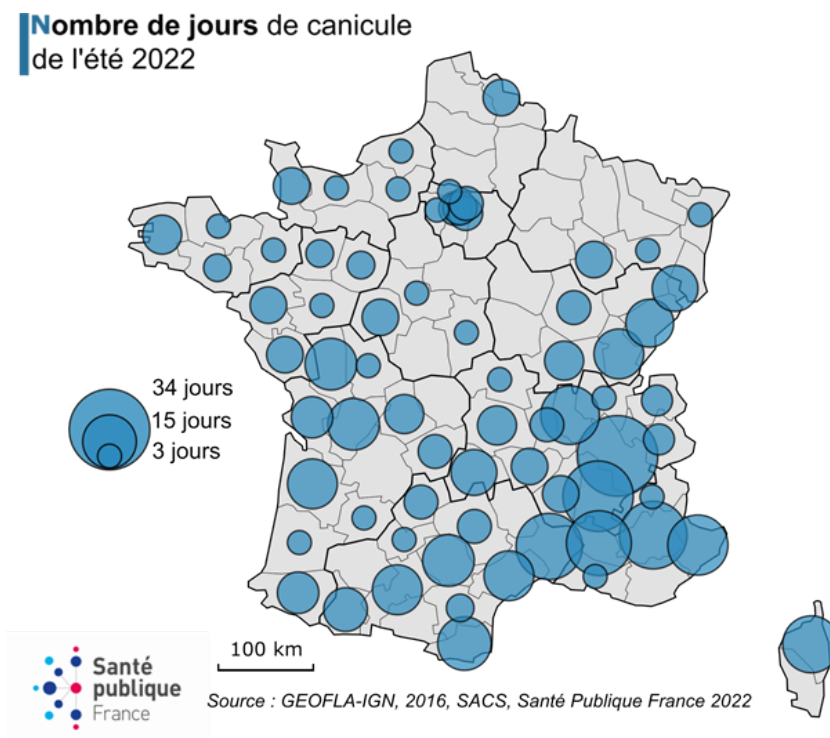 Nombre de jours de canicule
de l'été 2022
34 jours
15 jours
3 jours
100 km
Santé
publique
France
Source : GEOFLA-IGN, 2016, SACS, Santé Publique France 2022